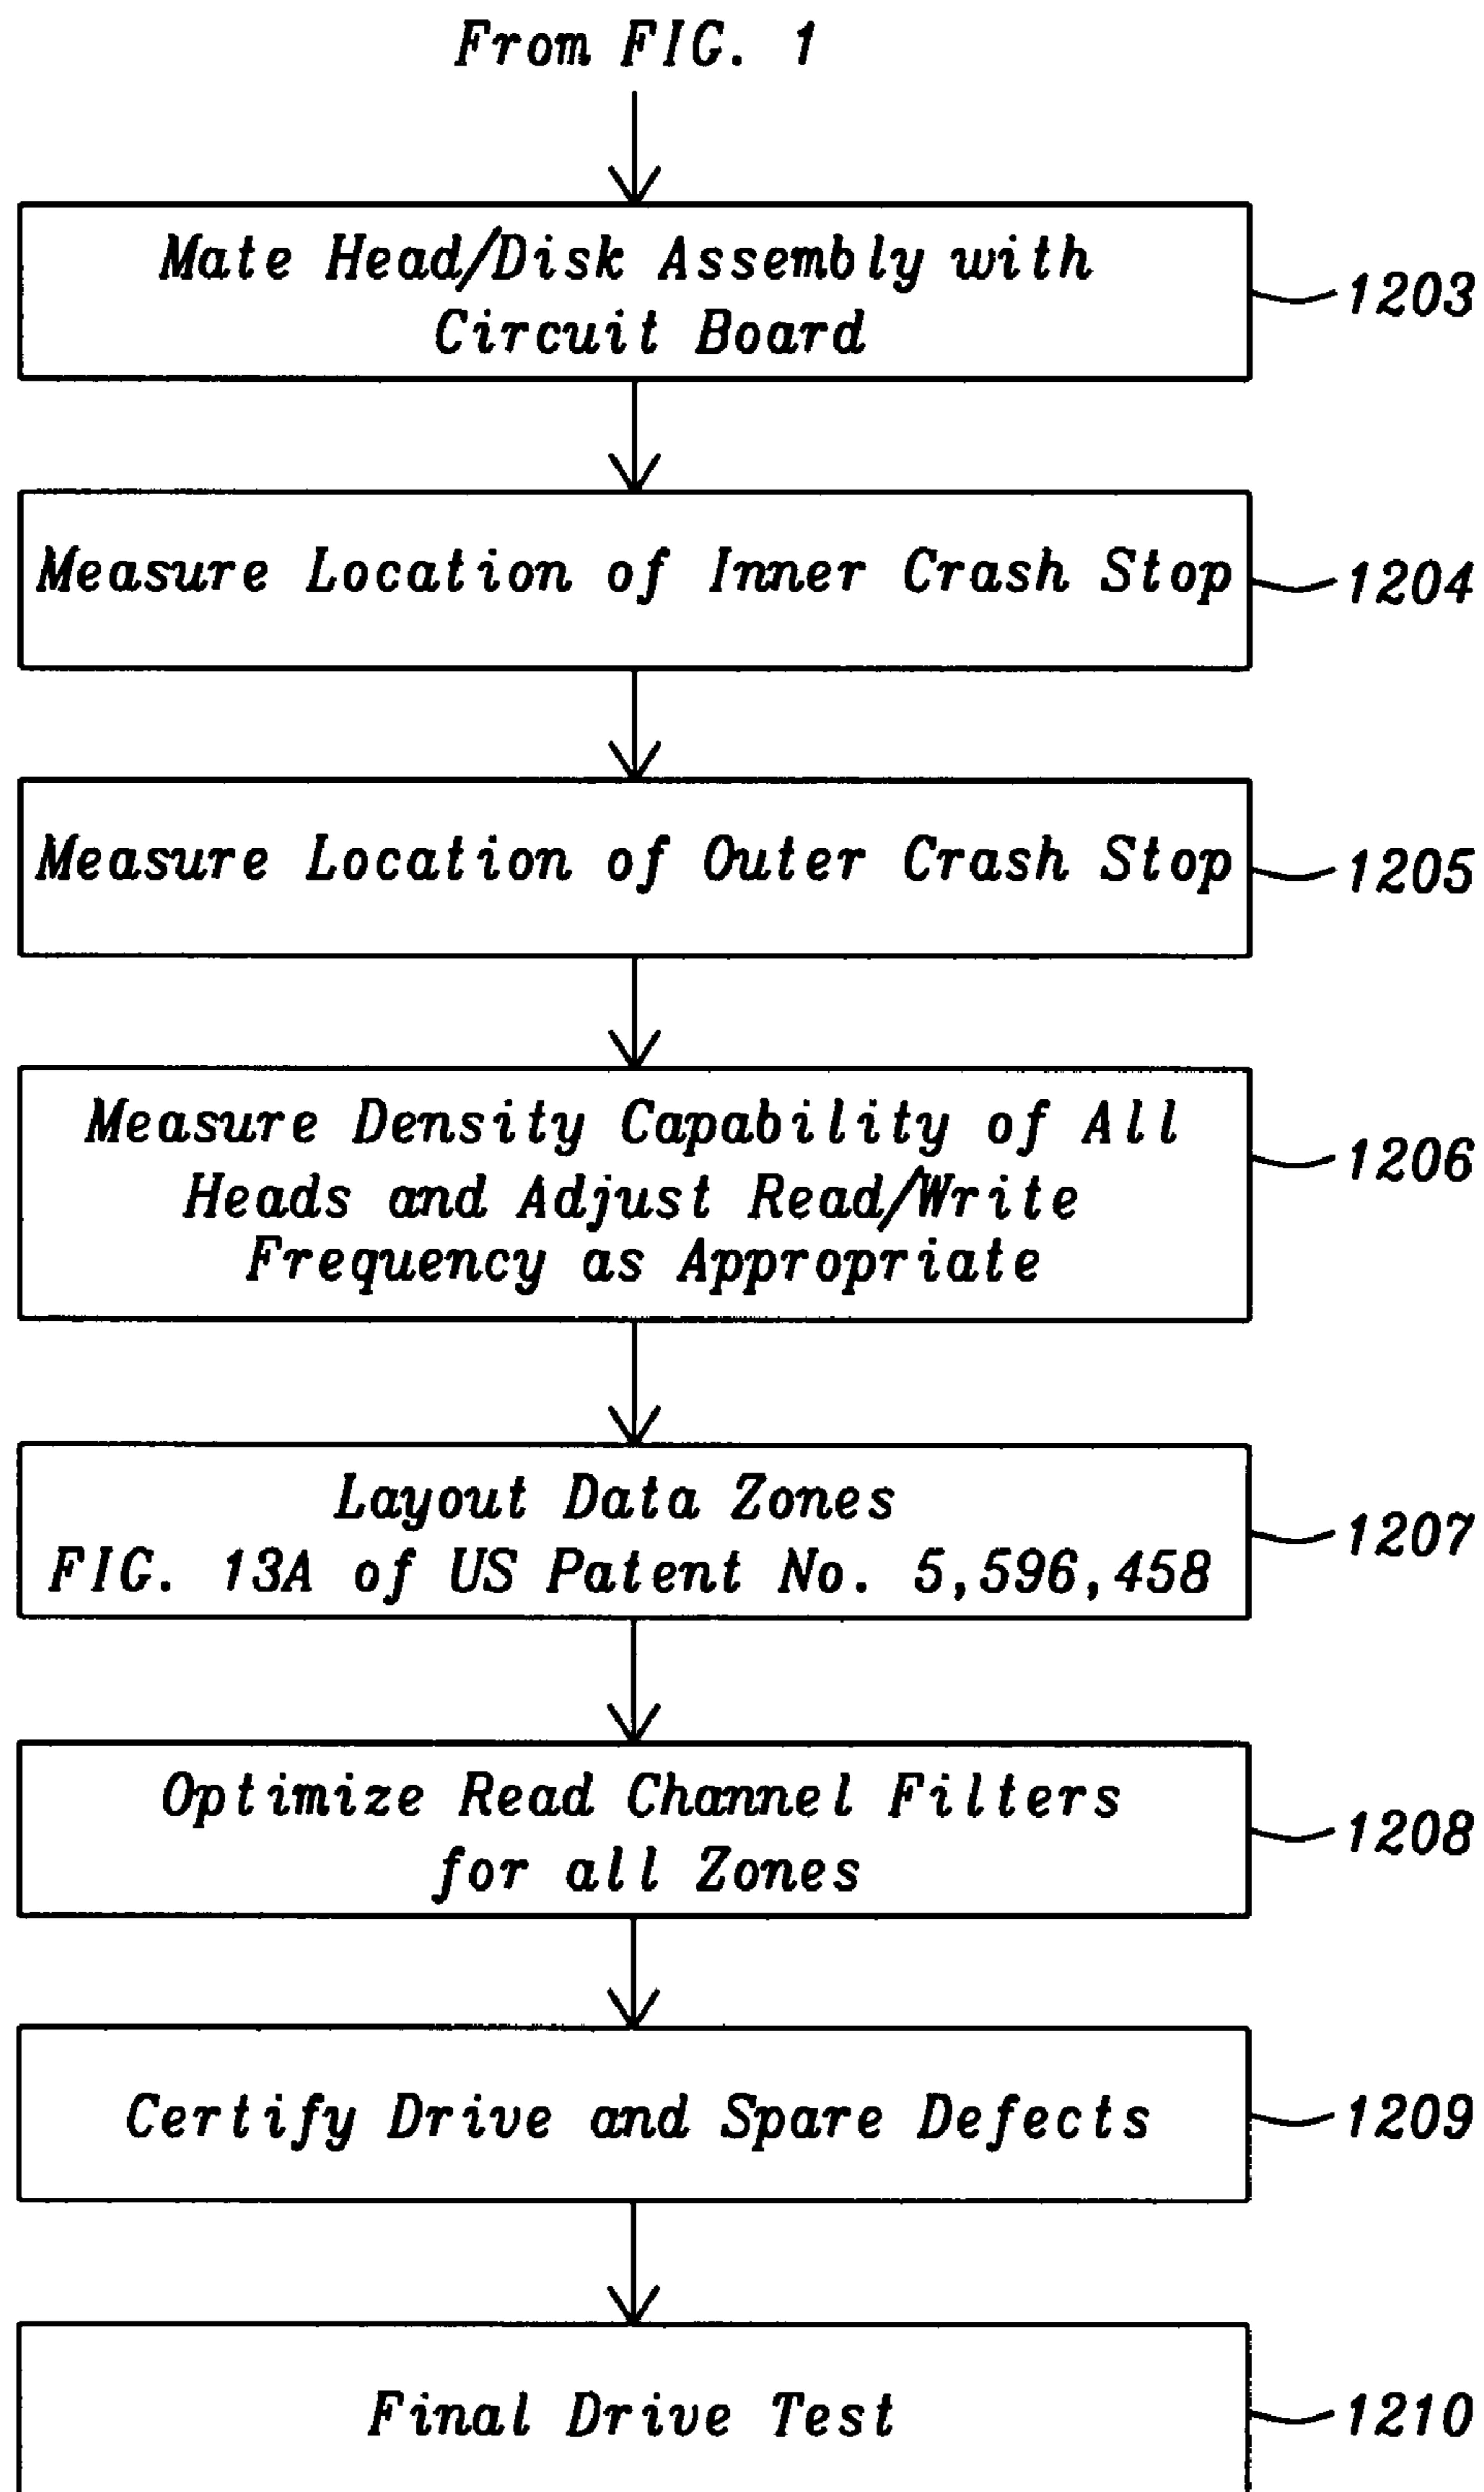 From FIG. 1
Mate Head/Disk Assembly with
Circuit Board
1203
Measure Location of Inner Crash Stop
1204
Measure Location of Outer Crash Stop
1205
Measure Density Capability of All
Heads and Adjust Read/Write
Frequency as Appropriate
1206
Layout Data Zones
FIG. 13A of US Patent No. 5,596,458
1207
Optimize Read Channel Filters
for all Zones
1208
Certify Drive and Spare Defects
1209
Final Drive Test
1210